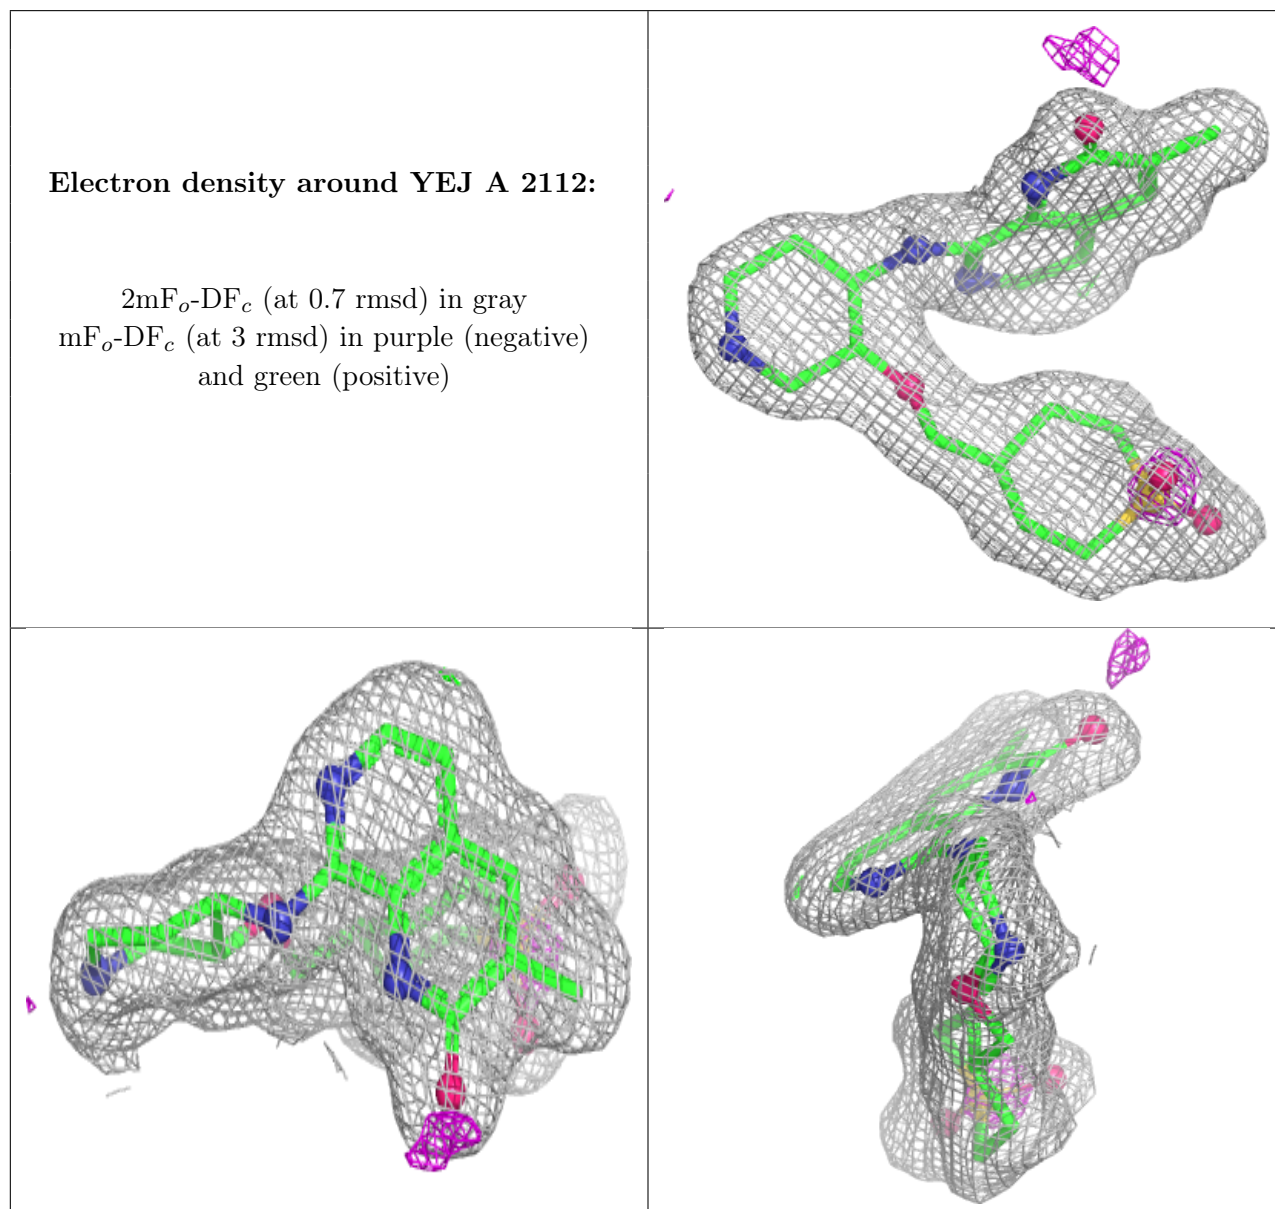 Electron density around YEJ A 2112:
2mFo-DFc (at 0.7 rmsd) in gray
mFo-DFc (at 3 rmsd) in purple (negative)
and green (positive)